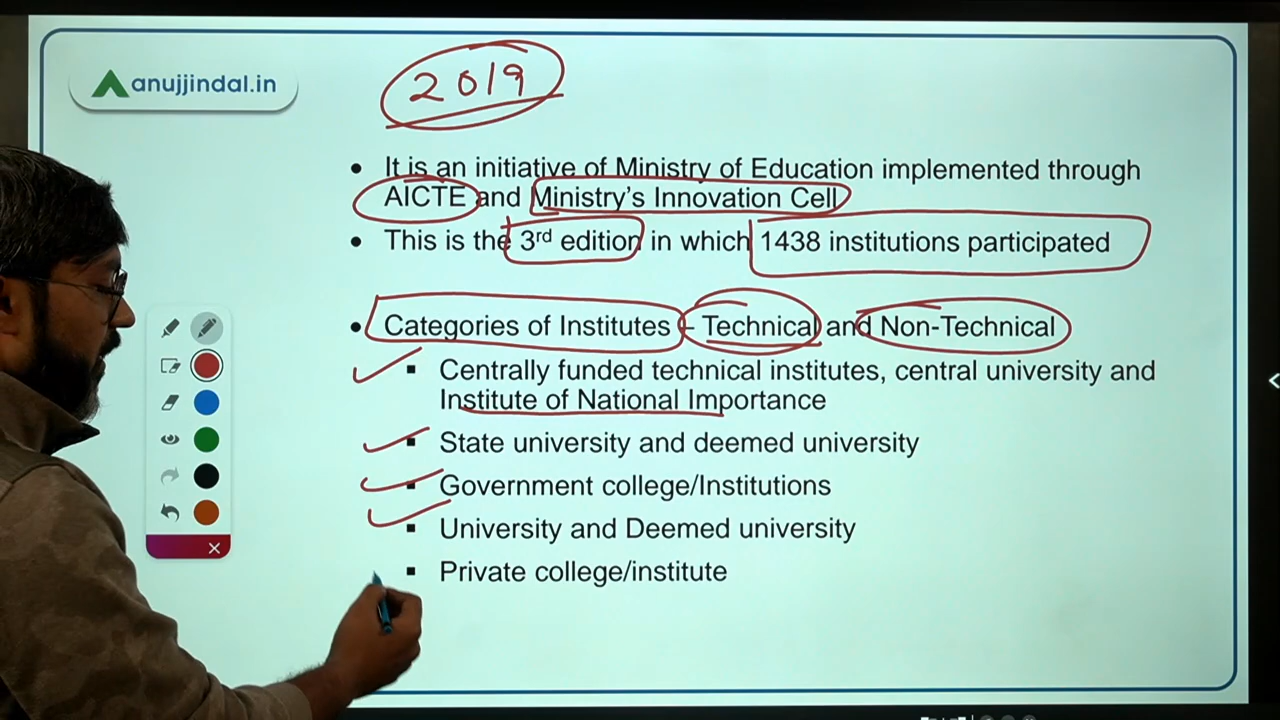 anujjindal.in
2019
• It is an initiative of Ministry of Education implemented through
AICTE and Ministry's Innovation Cell
• This is the 3rd edition in which 1438 institutions participated
• Categories of Institutes – Technical and Non-Technical
▪ Centrally funded technical institutes, central university and
Institute of National Importance
▪ State university and deemed university
▪ Government college/Institutions
▪ University and Deemed university
▪ Private college/institute